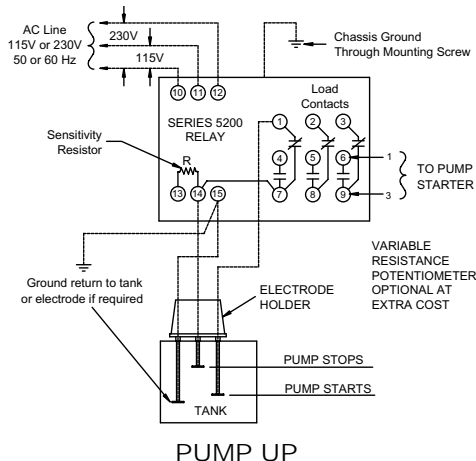 AC Line
115V or 230V
50 or 60 Hz
230V
115V
Chassis Ground
Through Mounting Screw
10 11 12
SERIES 5200
RELAY
Load
Contacts
1 2 3
Sensitivity
Resistor
R
4 5 6
1
TO PUMP
STARTER
13 14 15
7 8 9
3
Ground return to tank
or electrode if required
VARIABLE
RESISTANCE
POTENTIOMETER
OPTIONAL AT
EXTRA COST
ELECTRODE
HOLDER
PUMP STOPS
PUMP STARTS
TANK
PUMP UP